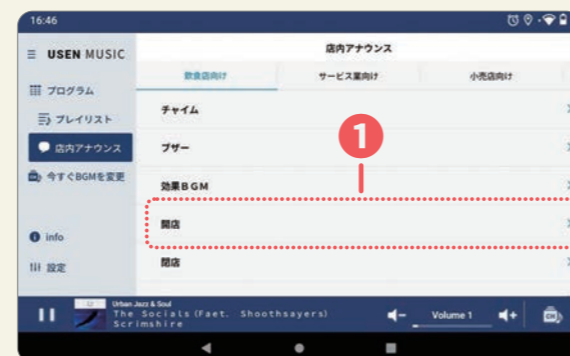 16:46
USEN MUSIC
プログラム
プレイリスト
店内アナウンス
今すぐBGMを変更
info
設定
店内アナウンス
飲食店向け
サービス業向け
小売店向け
チャイム
ブザー
効果BGM
1
開店
閉店
Urban Jazz & Soul
The Socials (Faet. Shoothsayers)
Scrimshire
Volume 1